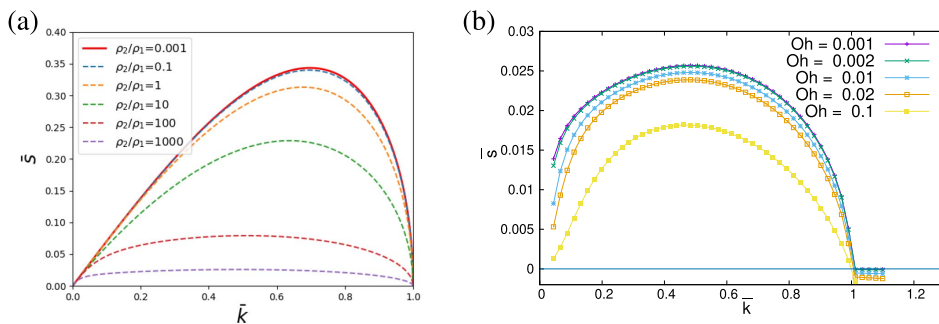 (a)
0.40
0.35
0.30
0.25
0.20
0.15
0.10
0.05
0.00
s̄
ρ₂/ρ₁=0.001
ρ₂/ρ₁=0.1
ρ₂/ρ₁=1
ρ₂/ρ₁=10
ρ₂/ρ₁=100
ρ₂/ρ₁=1000
0.0 0.2 0.4 0.6 0.8 1.0
k̄
(b)
0.03
0.025
0.02
0.015
0.01
0.005
0
s̄
Oh = 0.001
Oh = 0.002
Oh = 0.01
Oh = 0.02
Oh = 0.1
0 0.2 0.4 0.6 0.8 1 1.2
k̄